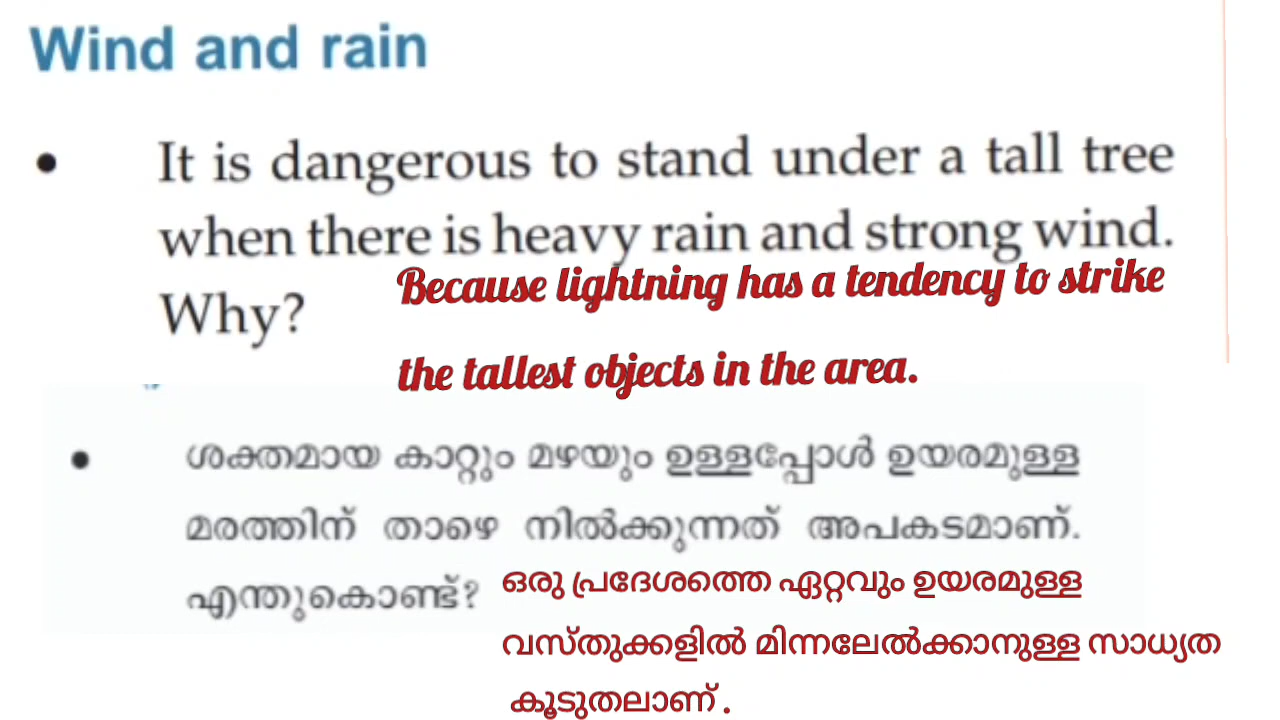 Wind and rain
• It is dangerous to stand under a tall tree
when there is heavy rain and strong wind.
Why?
Because lightning has a tendency to strike
the tallest objects in the area.
• ശക്തമായ കാറ്റും മഴയും ഉള്ളപ്പോൾ ഉയരമുള്ള
മരത്തിന് താഴെ നിൽക്കുന്നത് അപകടമാണ്.
എന്തുകൊണ്ട്?
ഒരു പ്രദേശത്തെ ഏറ്റവും ഉയരമുള്ള
വസ്തുക്കളിൽ മിന്നലേൽക്കാനുള്ള സാധ്യത
കൂടുതലാണ്.